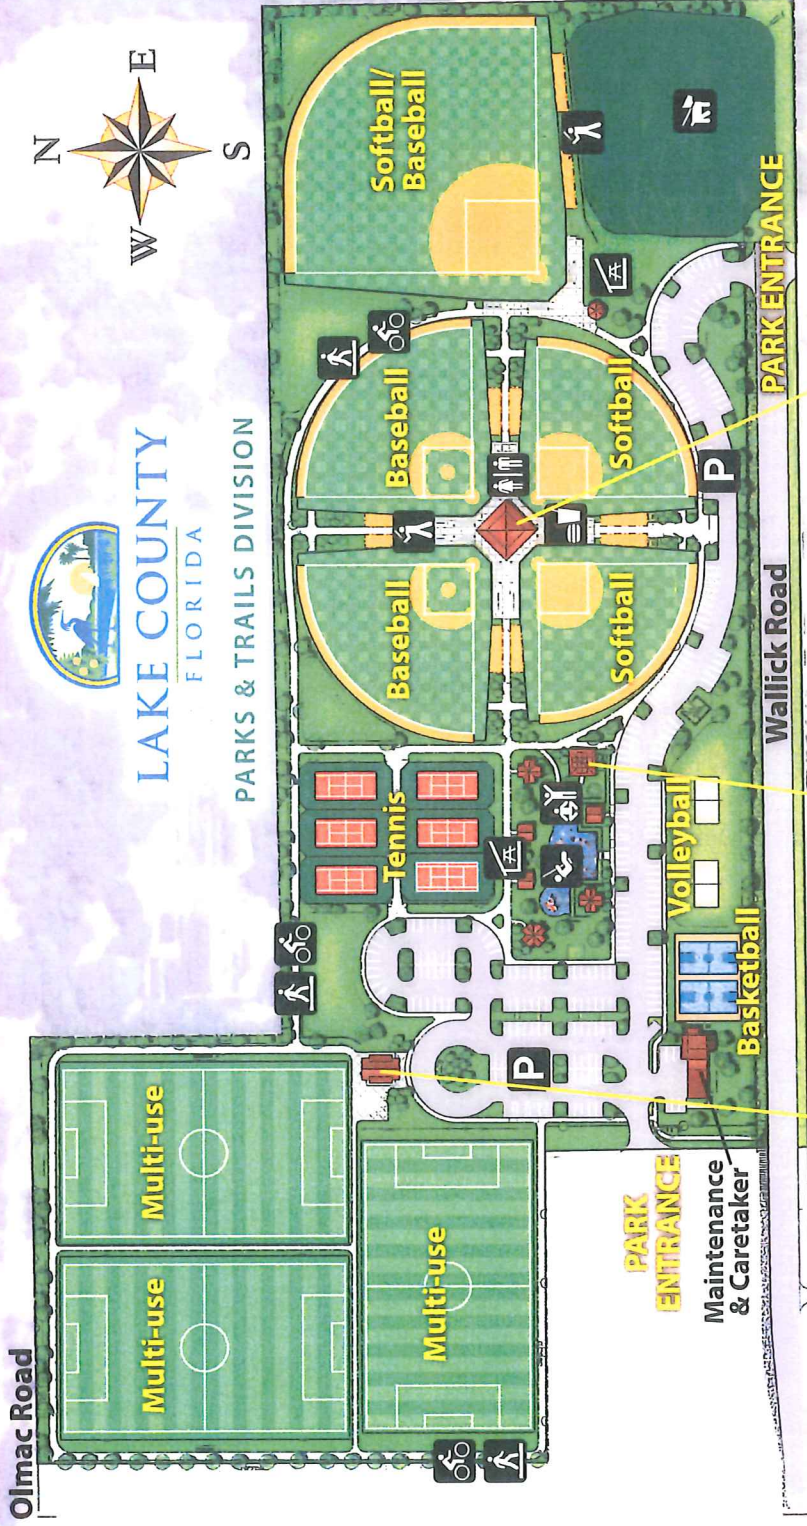 Olmac Road
LAKE COUNTY
FLORIDA
PARKS & TRAILS DIVISION
N
W
E
S
Multi-use
Multi-use
Multi-use
Tennis
Baseball
Baseball
Softball/
Baseball
Softball
Softball
P
P
PARK
ENTRANCE
Maintenance
& Caretaker
Basketball
Volleyball
Wallick Road
PARK ENTRANCE